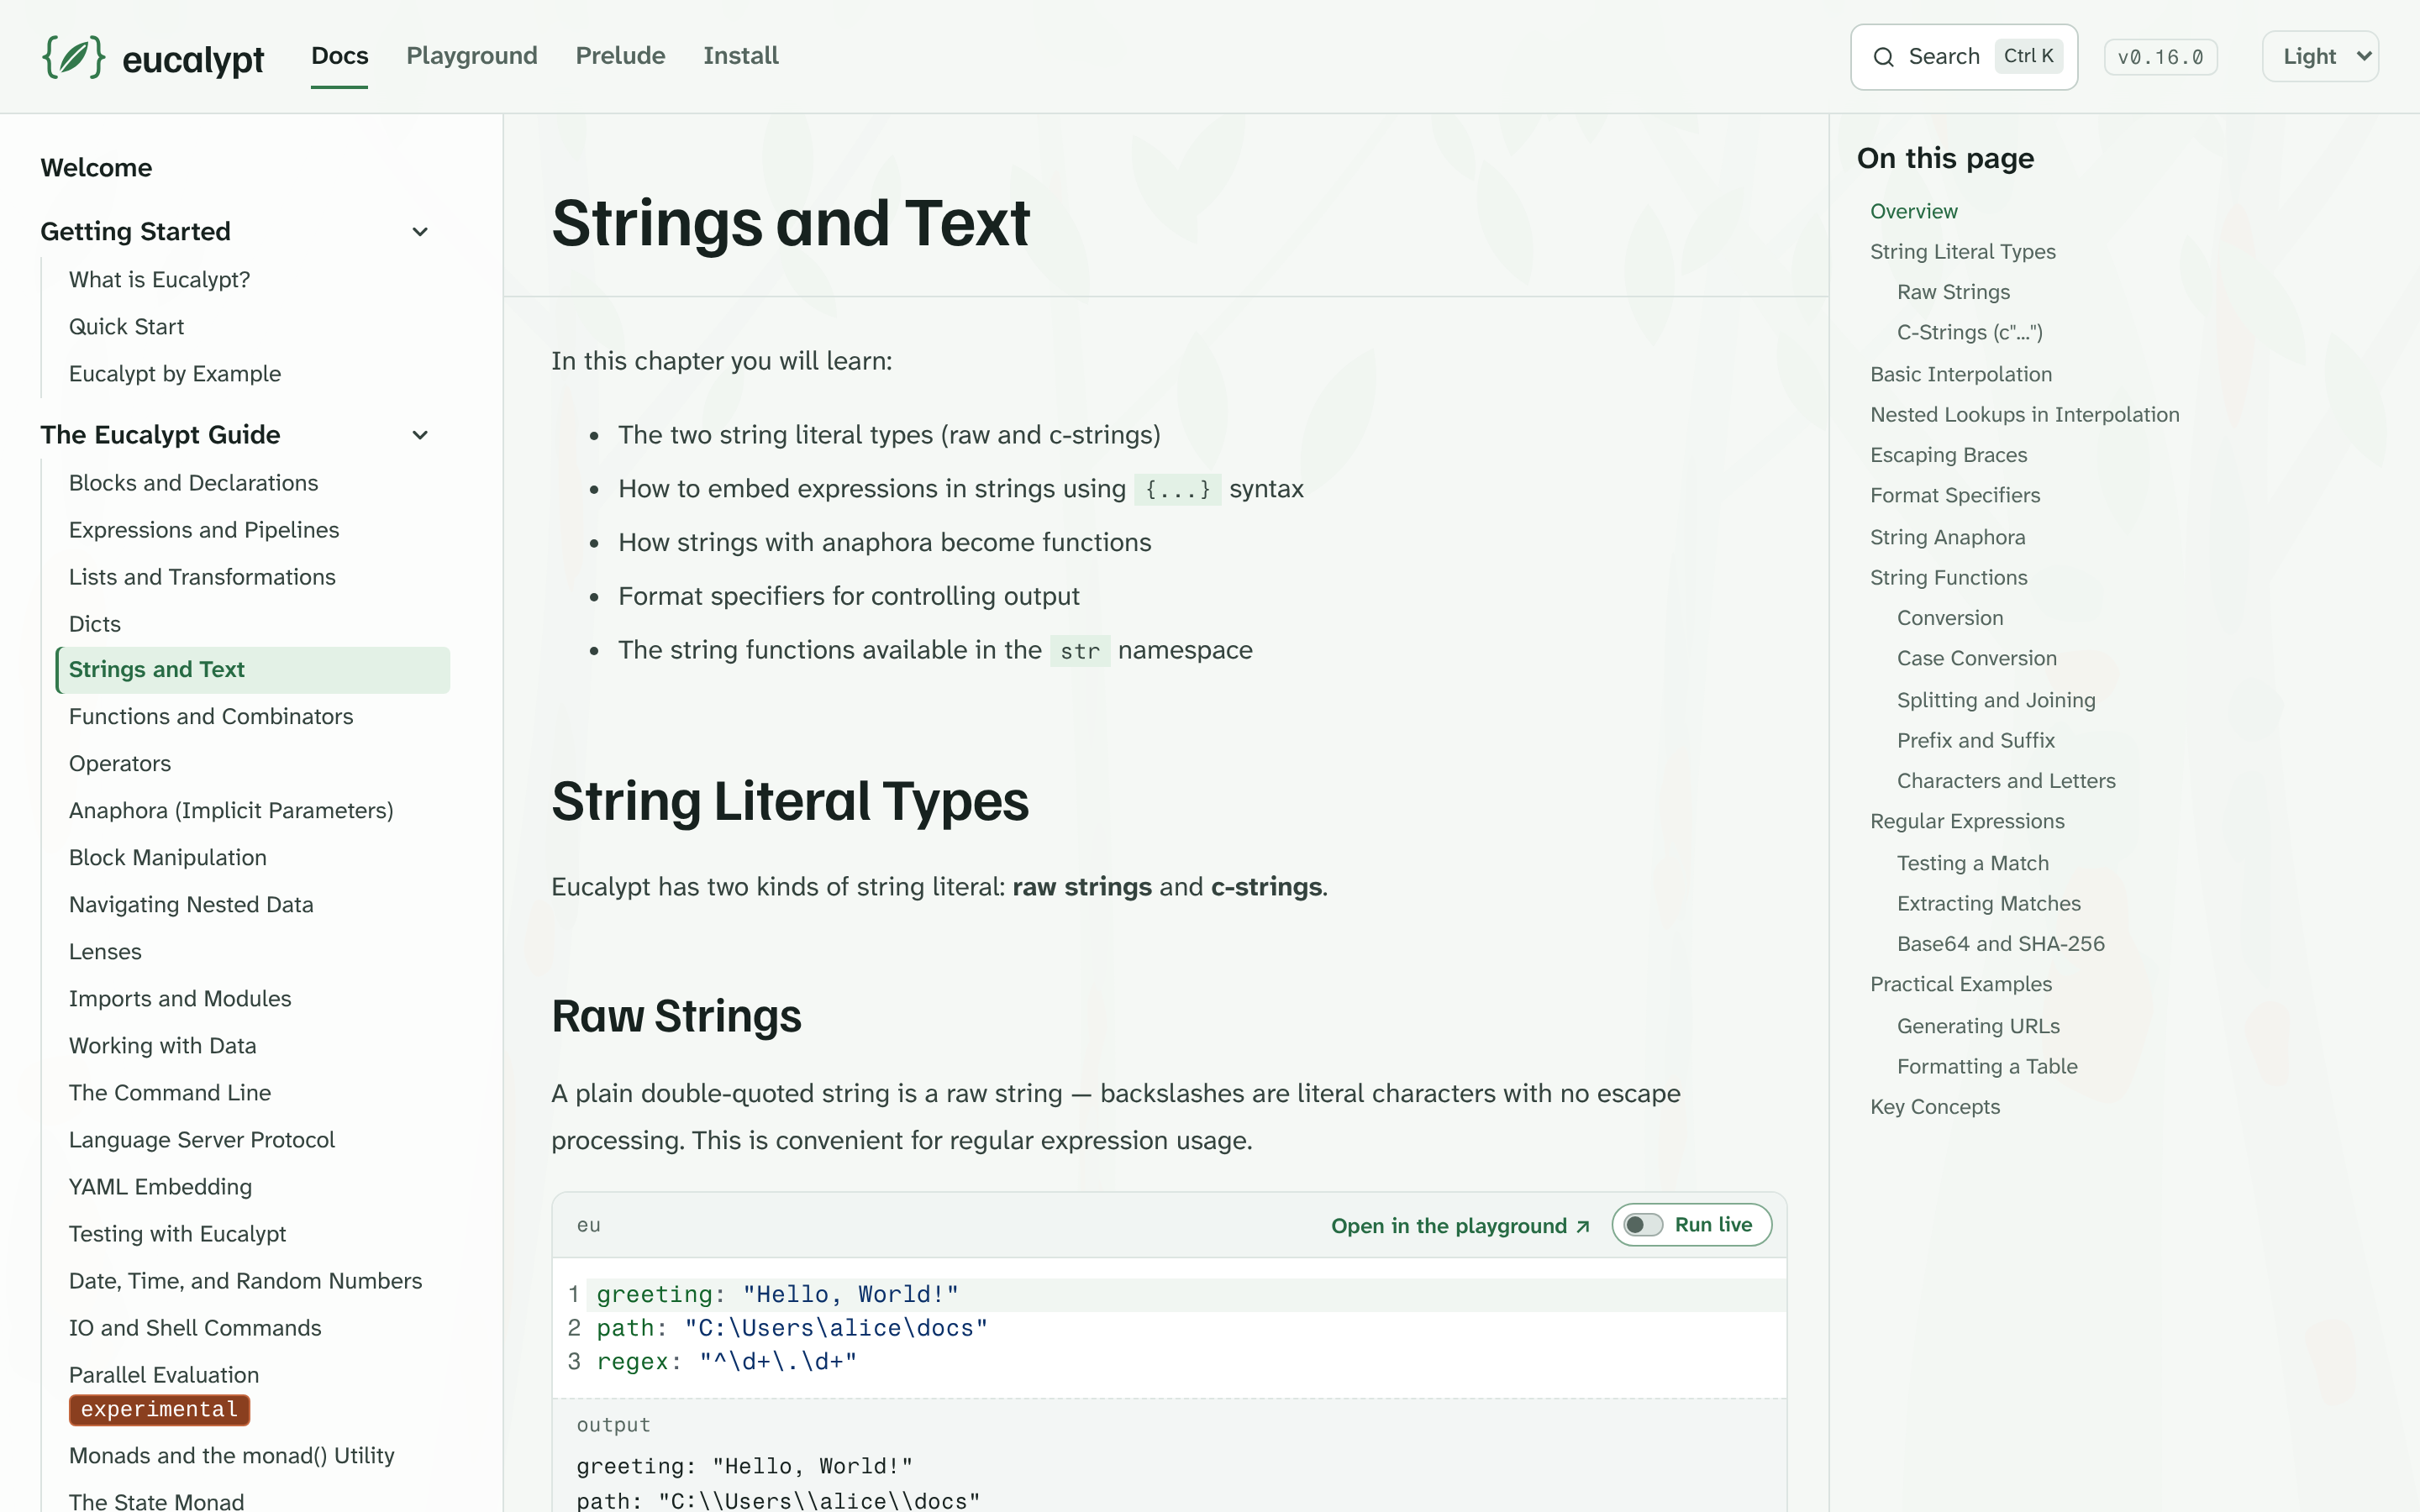 eucalypt
Docs
Playground
Prelude
Install
Search
Ctrl K
v0.16.0
Light
Welcome
Getting Started
What is Eucalypt?
Quick Start
Eucalypt by Example
The Eucalypt Guide
Blocks and Declarations
Expressions and Pipelines
Lists and Transformations
Dicts
Strings and Text
Functions and Combinators
Operators
Anaphora (Implicit Parameters)
Block Manipulation
Navigating Nested Data
Lenses
Imports and Modules
Working with Data
The Command Line
Language Server Protocol
YAML Embedding
Testing with Eucalypt
Date, Time, and Random Numbers
IO and Shell Commands
Parallel Evaluation
experimental
Monads and the monad() Utility
The State Monad
Strings and Text
In this chapter you will learn:
• The two string literal types (raw and c-strings)
• How to embed expressions in strings using {...} syntax
• How strings with anaphora become functions
• Format specifiers for controlling output
• The string functions available in the str namespace
String Literal Types
Eucalypt has two kinds of string literal: raw strings and c-strings.
Raw Strings
A plain double-quoted string is a raw string — backslashes are literal characters with no escape
processing. This is convenient for regular expression usage.
eu
Open in the playground ↗
Run live
1 greeting: "Hello, World!"
2 path: "C:\Users\alice\docs"
3 regex: "^\d+\.\d+"
output
greeting: "Hello, World!"
path: "C:\\Users\\alice\\docs"
On this page
Overview
String Literal Types
Raw Strings
C-Strings (c"…")
Basic Interpolation
Nested Lookups in Interpolation
Escaping Braces
Format Specifiers
String Anaphora
String Functions
Conversion
Case Conversion
Splitting and Joining
Prefix and Suffix
Characters and Letters
Regular Expressions
Testing a Match
Extracting Matches
Base64 and SHA-256
Practical Examples
Generating URLs
Formatting a Table
Key Concepts